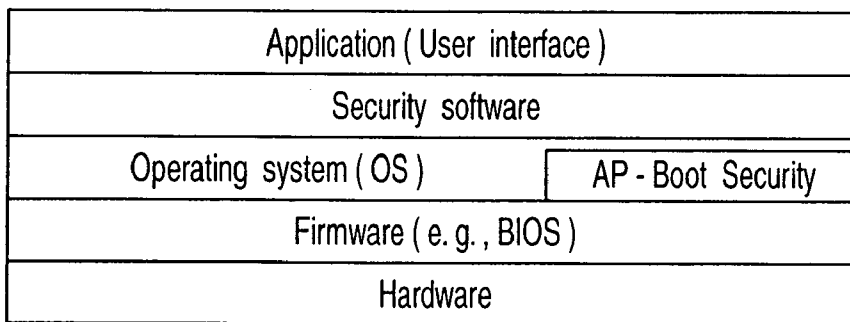 Application ( User interface )
Security software
Operating system ( OS )
AP - Boot Security
Firmware ( e. g. , BIOS )
Hardware